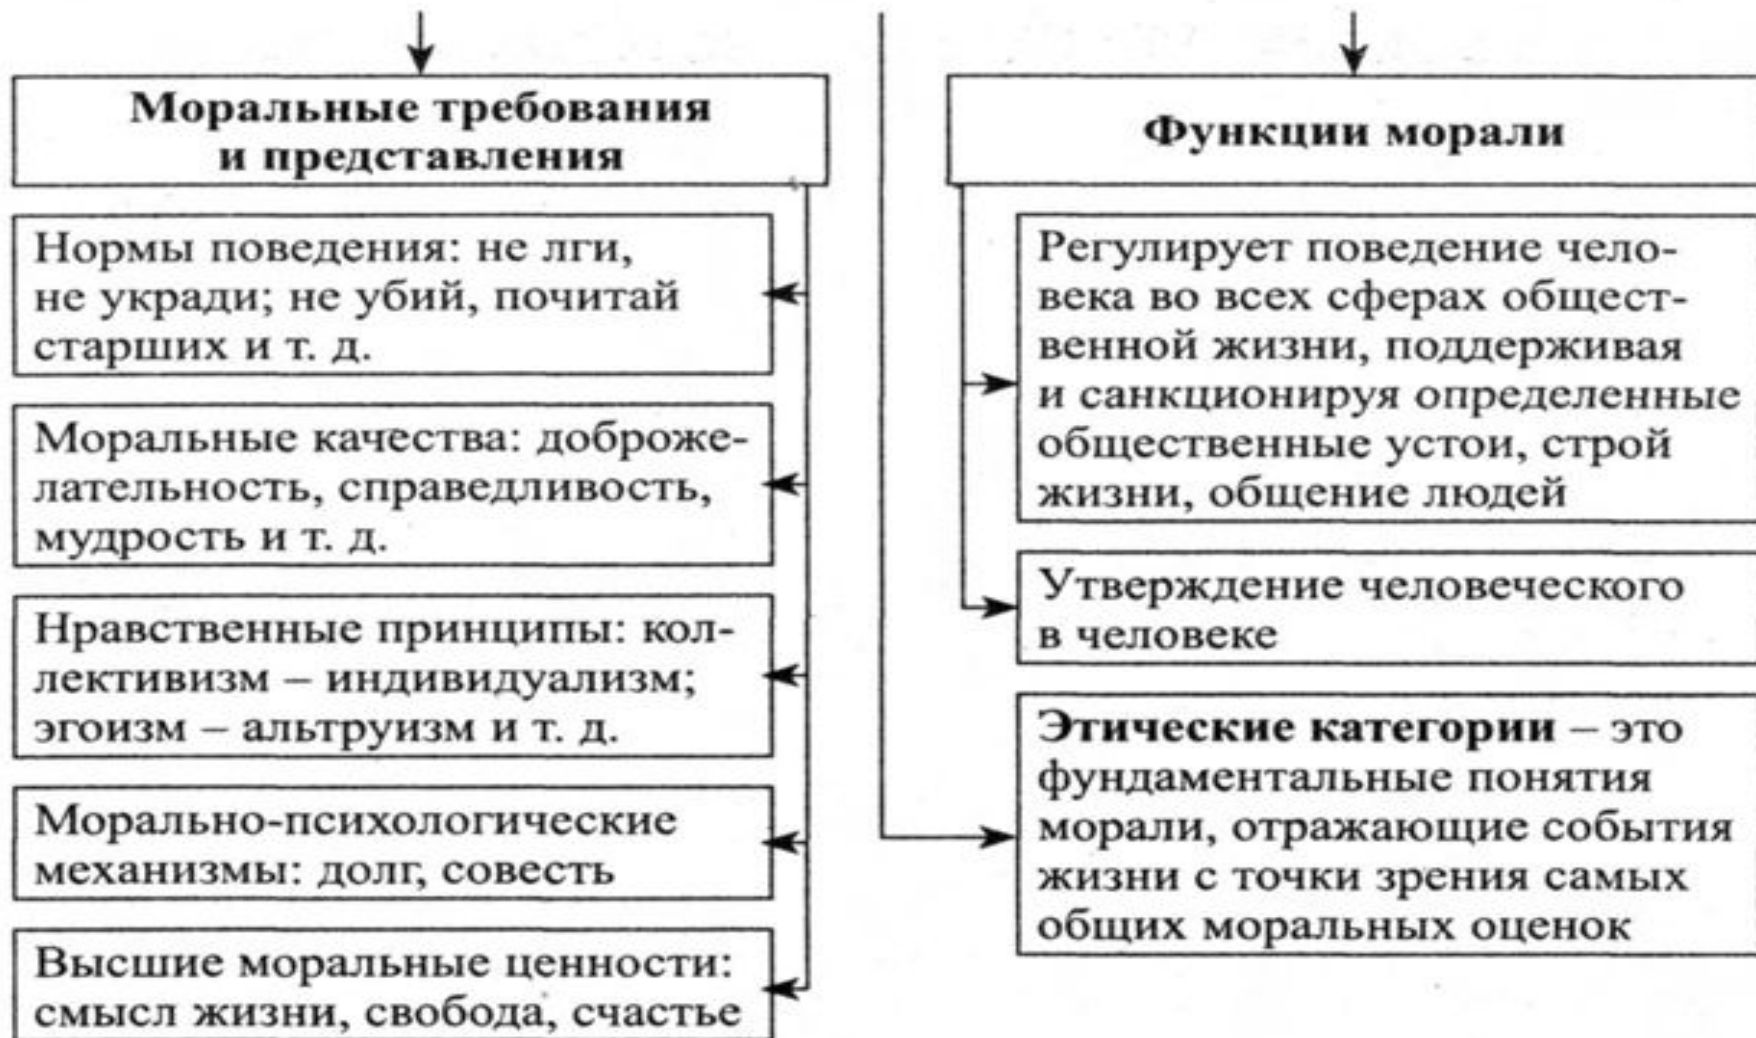 Моральные требования
и представления
Нормы поведения: не лги,
не укради; не убий, почитай
старших и т. д.
Моральные качества: доброже-
лательность, справедливость,
мудрость и т. д.
Нравственные принципы: кол-
лективизм – индивидуализм;
эгоизм – альтруизм и т. д.
Морально-психологические
механизмы: долг, совесть
Высшие моральные ценности:
смысл жизни, свобода, счастье
Функции морали
Регулирует поведение чело-
века во всех сферах общест-
венной жизни, поддерживая
и санкционируя определенные
общественные устои, строй
жизни, общение людей
Утверждение человеческого
в человеке
Этические категории – это
фундаментальные понятия
морали, отражающие события
жизни с точки зрения самых
общих моральных оценок